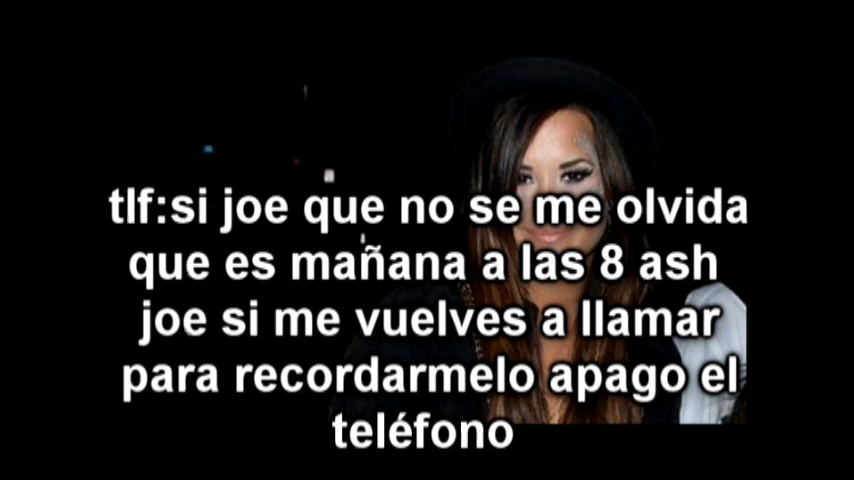 tlf:si joe que no se me olvida
que es mañana a las 8 ash
joe si me vuelves a llamar
para recordarmelo apago el
teléfono